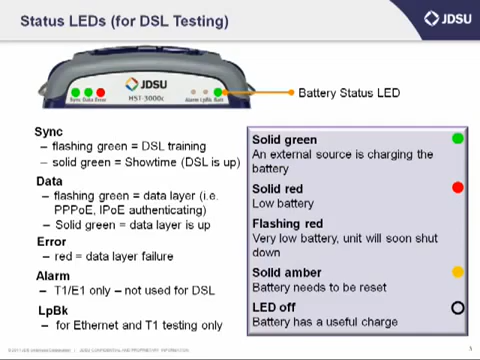 Status LEDs (for DSL Testing)
JDSU
JDSU
Sync Data Error
HST-3000c
Alarm LpBk Batt
Battery Status LED
Sync
– flashing green = DSL training
– solid green = Showtime (DSL is up)
Data
– flashing green = data layer (i.e.
PPPoE, IPoE authenticating)
– Solid green = data layer is up
Error
– red = data layer failure
Alarm
– T1/E1 only – not used for DSL
LpBk
– for Ethernet and T1 testing only
Solid green
An external source is charging the
battery
Solid red
Low battery
Flashing red
Very low battery, unit will soon shut
down
Solid amber
Battery needs to be reset
LED off
Battery has a useful charge
JDSU CONFIDENTIAL AND PROPRIETARY INFORMATION